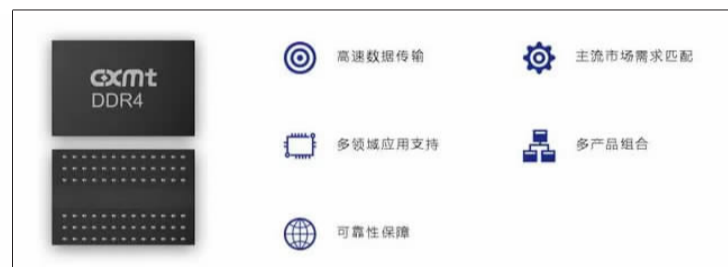 cxmt
DDR4
高速数据传输
主流市场需求匹配
多领域应用支持
多产品组合
可靠性保障